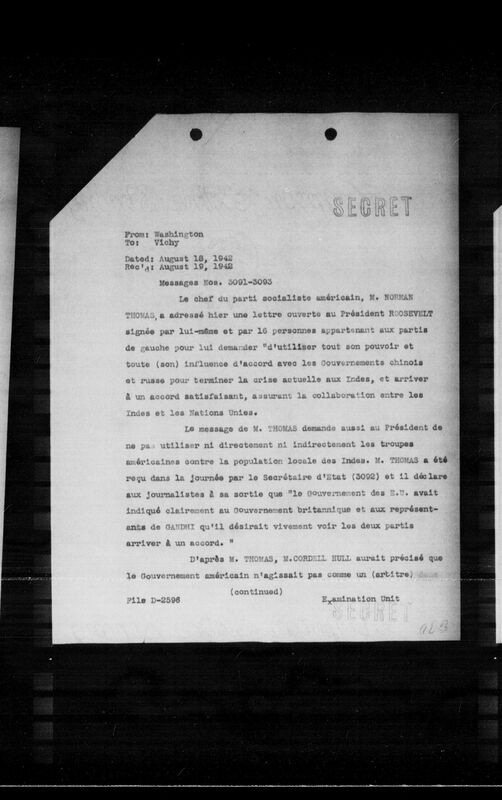 SECRET
From: Washington
To: Vichy
Dated: August 18, 1942
Rec'd: August 19, 1942
Messages Nos. 3091-3093
Le chef du parti socialiste américain, M. NORMAN
THOMAS, a adressé hier une lettre ouverte au Président ROOSEVELT
signée par lui-même et par 16 personnes appartenant aux partis
de gauche pour lui demander "d'utiliser tout son pouvoir et
toute (son) influence d'accord avec les Gouvernements chinois
et russe pour terminer la crise actuelle aux Indes, et arriver
à un accord satisfaisant, assurant la collaboration entre les
Indes et les Nations Unies.
Le message de M. THOMAS demande aussi au Président de
ne pas utiliser ni directement ni indirectement les troupes
américaines contre la population locale des Indes. M. THOMAS a été
reçu dans la journée par le Secrétaire d'Etat (3092) et il déclare
aux journalistes à sa sortie que "le Gouvernement des E.U. avait
indiqué clairement au Gouvernement britannique et aux représent-
ants de GANDHI qu'il désirait vivement voir les deux partis
arriver à un accord. "
D'après M. THOMAS, M.CORDELL HULL aurait précisé que
le Gouvernement américain n'agissait pas comme un (arbitre) dans
(continued)
File D-2596 Examination Unit
SECRET